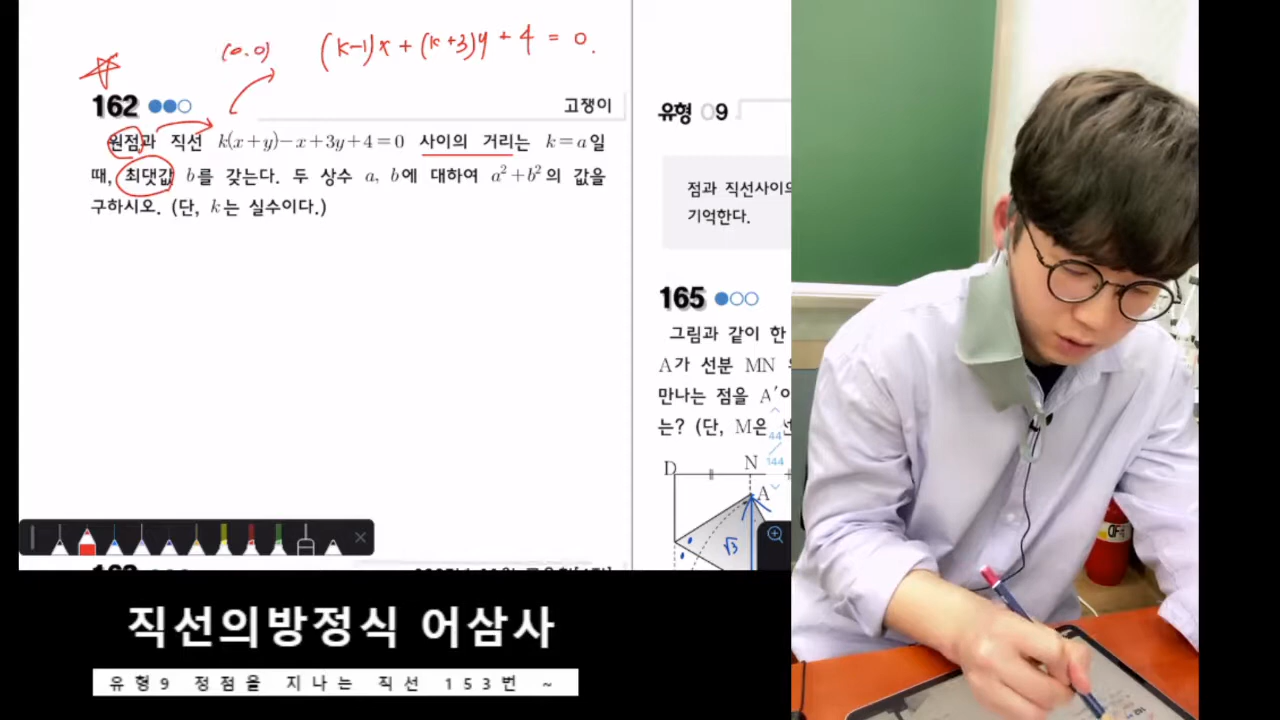 (0,0)
(k-1)x + (k+3)y + 4 = 0.
162
고쟁이
원점과 직선 k(x+y)-x+3y+4=0 사이의 거리는 k=a일
때, 최댓값 b를 갖는다. 두 상수 a, b에 대하여 a²+b²의 값을
구하시오. (단, k는 실수이다.)
유형 09
점과 직선사이의
기억한다.
165
그림과 같이 한
A가 선분 MN
만나는 점을 A′이
는? (단, M은
44
144
D
N
A
√3
직선의방정식 어삼사
유형9 정점을 지나는 직선 153번 ~